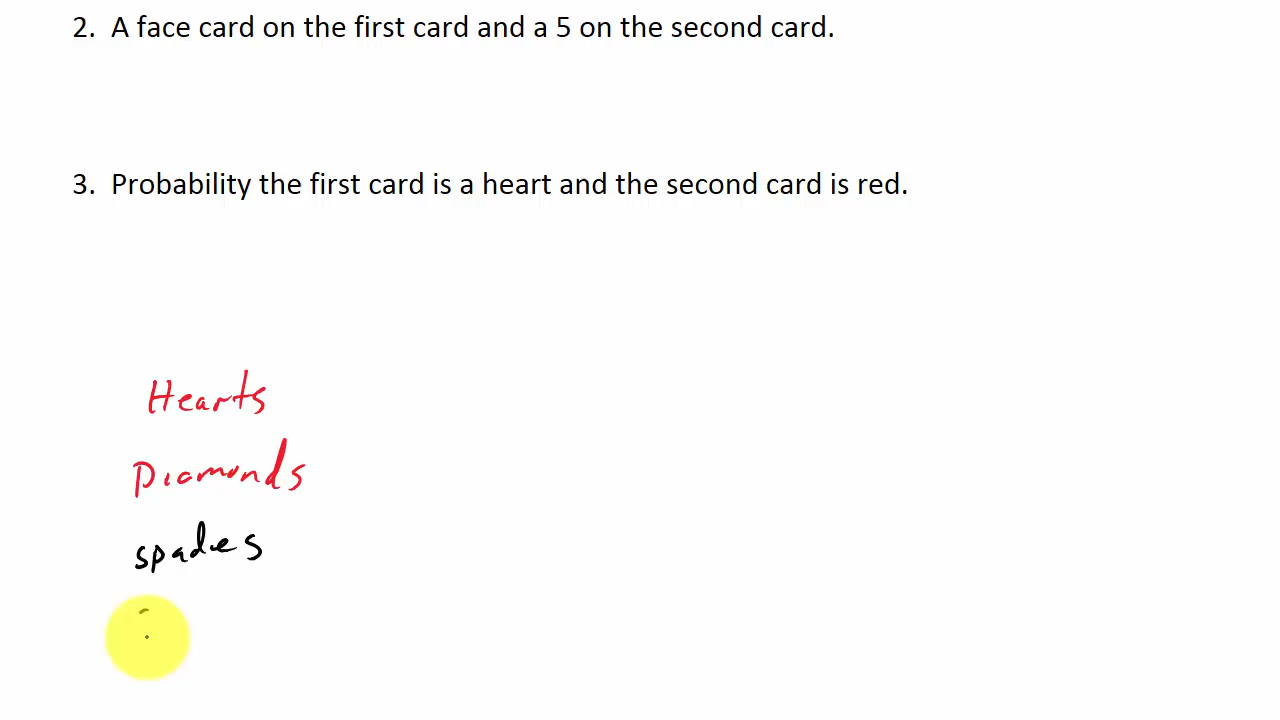 2. A face card on the first card and a 5 on the second card.
3. Probability the first card is a heart and the second card is red.
Hearts
Diamonds
spades